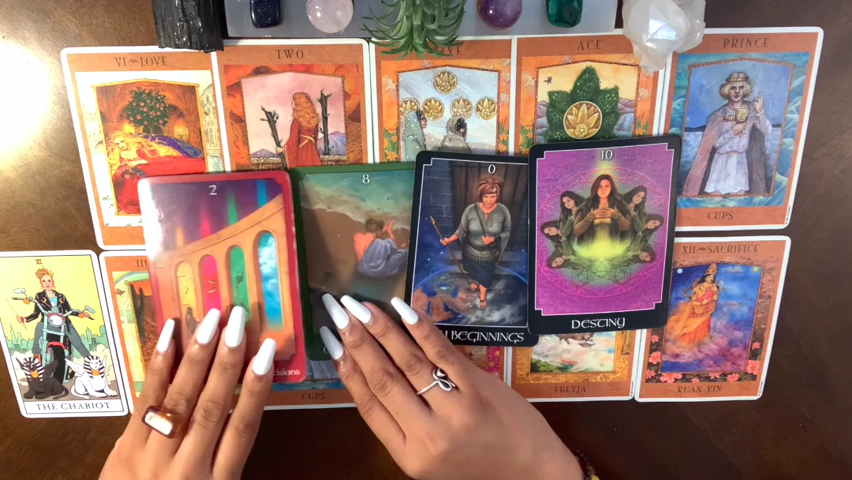 VI LOVE
TWO
ACE
PRINCE
CUPS
2
8
0
10
BEGINNINGS
DESTINY
THE CHARIOT
CUPS
FREYJA
XII SACRIFICE
KUAN YIN